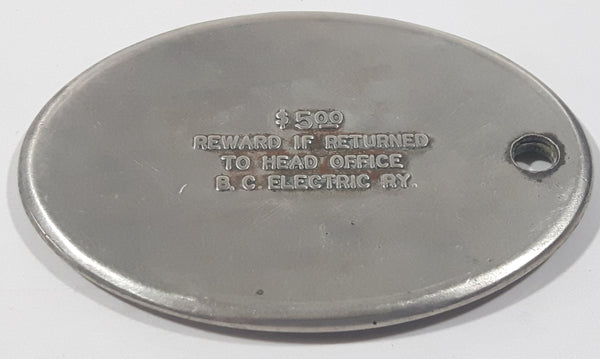 $5.00
REWARD IF RETURNED
TO HEAD OFFICE
B. C. ELECTRIC RY.